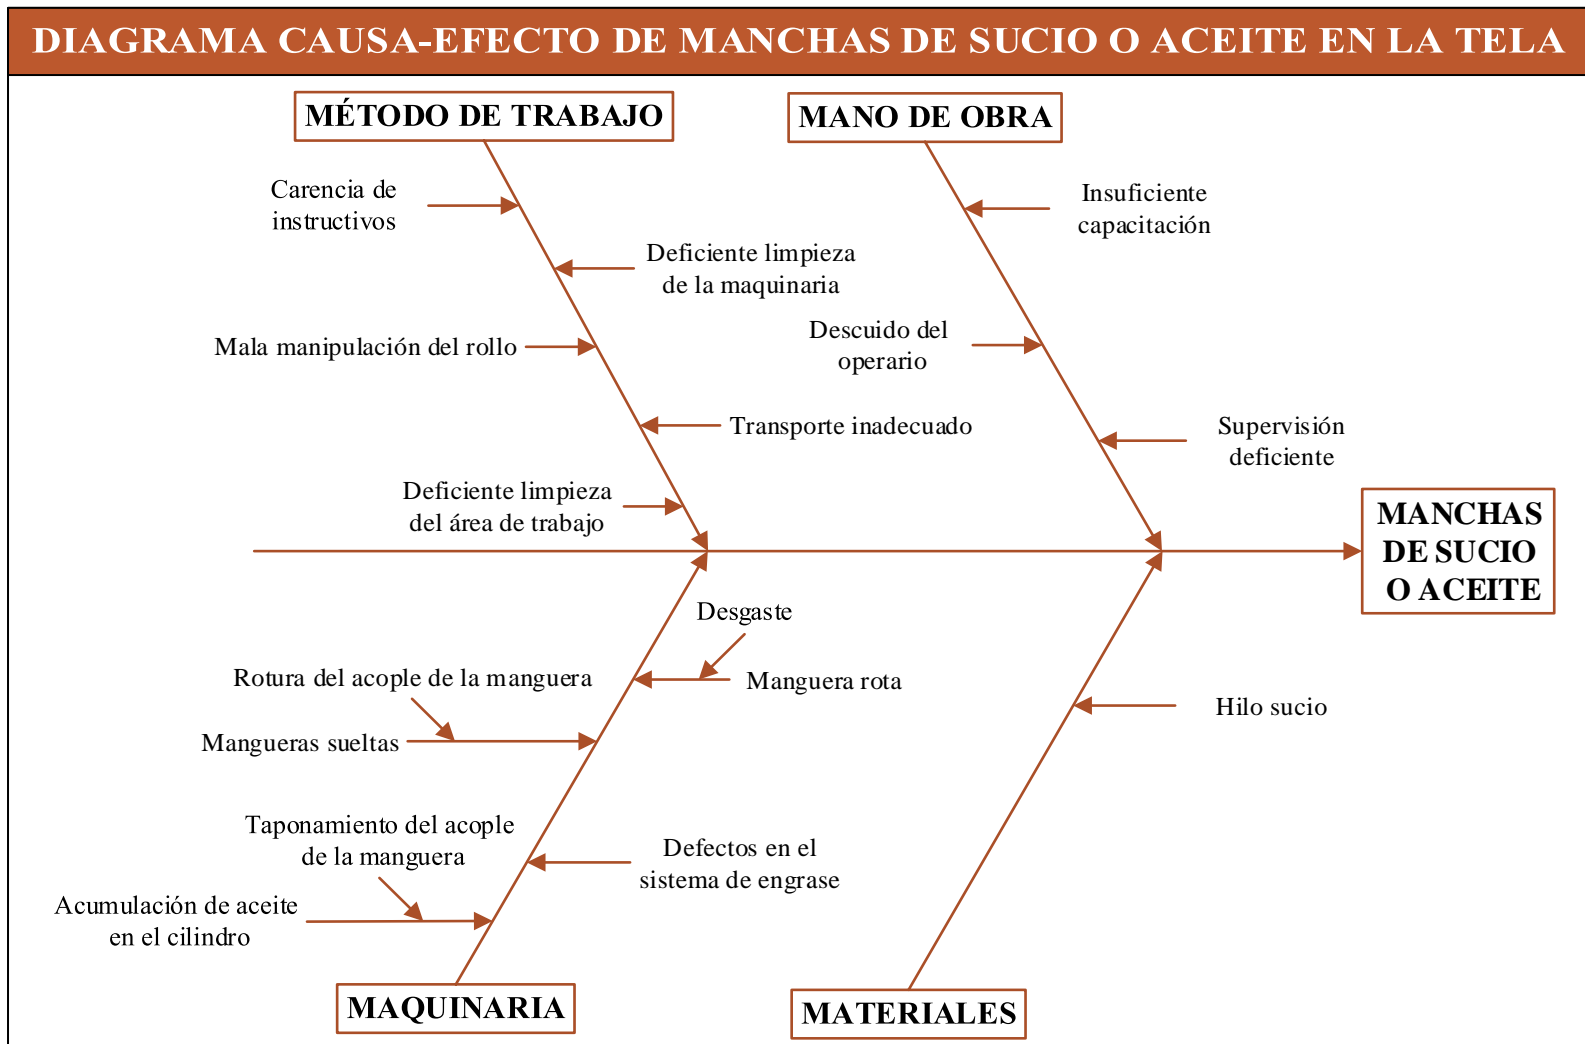 DIAGRAMA CAUSA-EFECTO DE MANCHAS DE SUCIO O ACEITE EN LA TELA
MÉTODO DE TRABAJO
MANO DE OBRA
Carencia de
instructivos
Insuficiente
capacitación
Deficiente limpieza
de la maquinaria
Mala manipulación del rollo
Descuido del
operario
Transporte inadecuado
Supervisión
deficiente
Deficiente limpieza
del área de trabajo
MANCHAS
DE SUCIO
O ACEITE
Desgaste
Rotura del acople de la manguera
Manguera rota
Hilo sucio
Mangueras sueltas
Taponamiento del acople
de la manguera
Defectos en el
sistema de engrase
Acumulación de aceite
en el cilindro
MAQUINARIA
MATERIALES